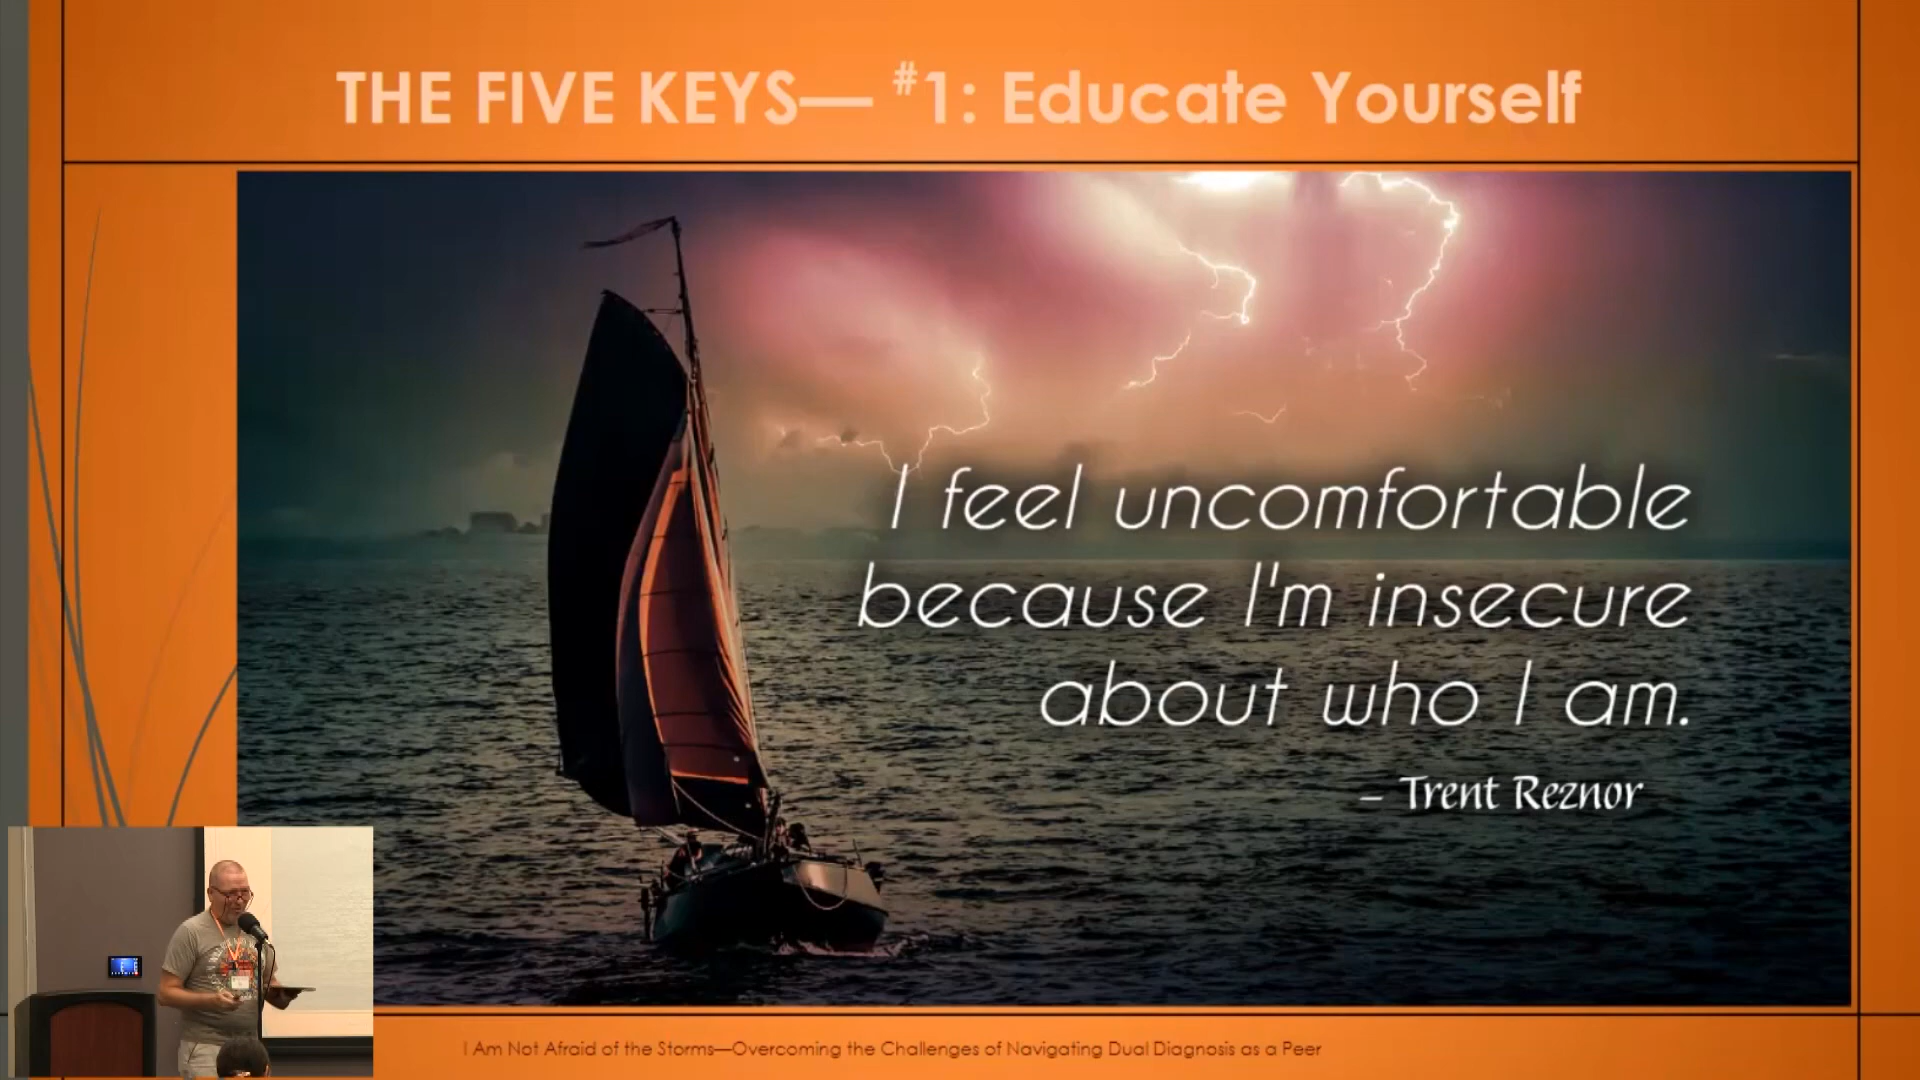 THE FIVE KEYS— #1: Educate Yourself
I feel uncomfortable
because I'm insecure
about who I am.
– Trent Reznor
I Am Not Afraid of the Storms—Overcoming the Challenges of Navigating Dual Diagnosis as a Peer